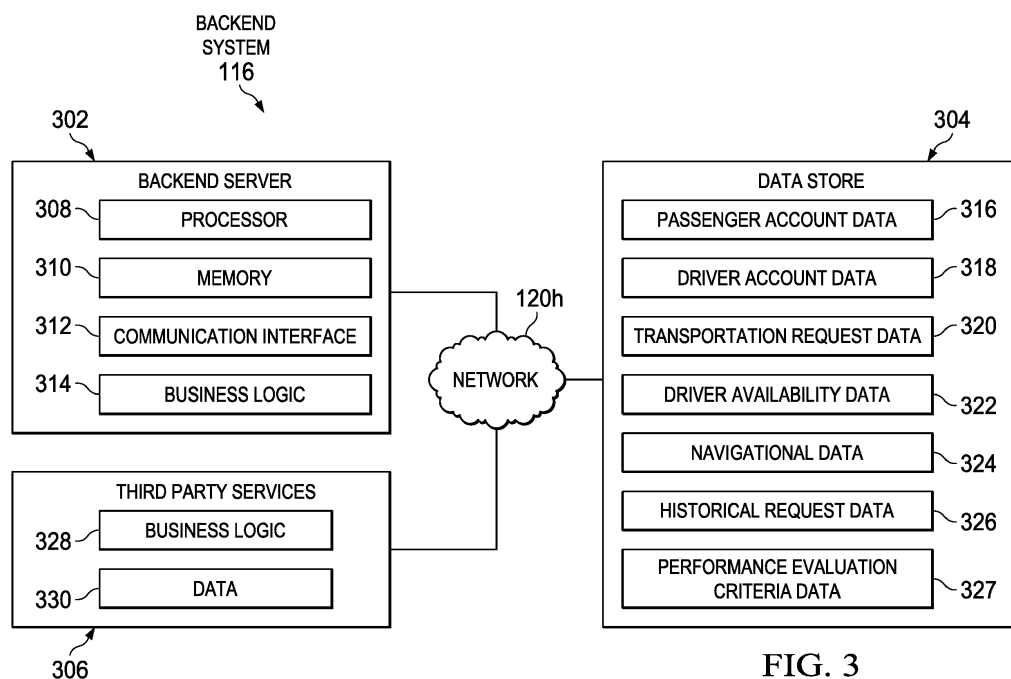 BACKEND
SYSTEM
116
302
BACKEND SERVER
308
PROCESSOR
310
MEMORY
312
COMMUNICATION INTERFACE
314
BUSINESS LOGIC
THIRD PARTY SERVICES
328
BUSINESS LOGIC
330
DATA
306
120h
NETWORK
304
DATA STORE
PASSENGER ACCOUNT DATA
316
DRIVER ACCOUNT DATA
318
TRANSPORTATION REQUEST DATA
320
DRIVER AVAILABILITY DATA
322
NAVIGATIONAL DATA
324
HISTORICAL REQUEST DATA
326
PERFORMANCE EVALUATION
CRITERIA DATA
327
FIG. 3